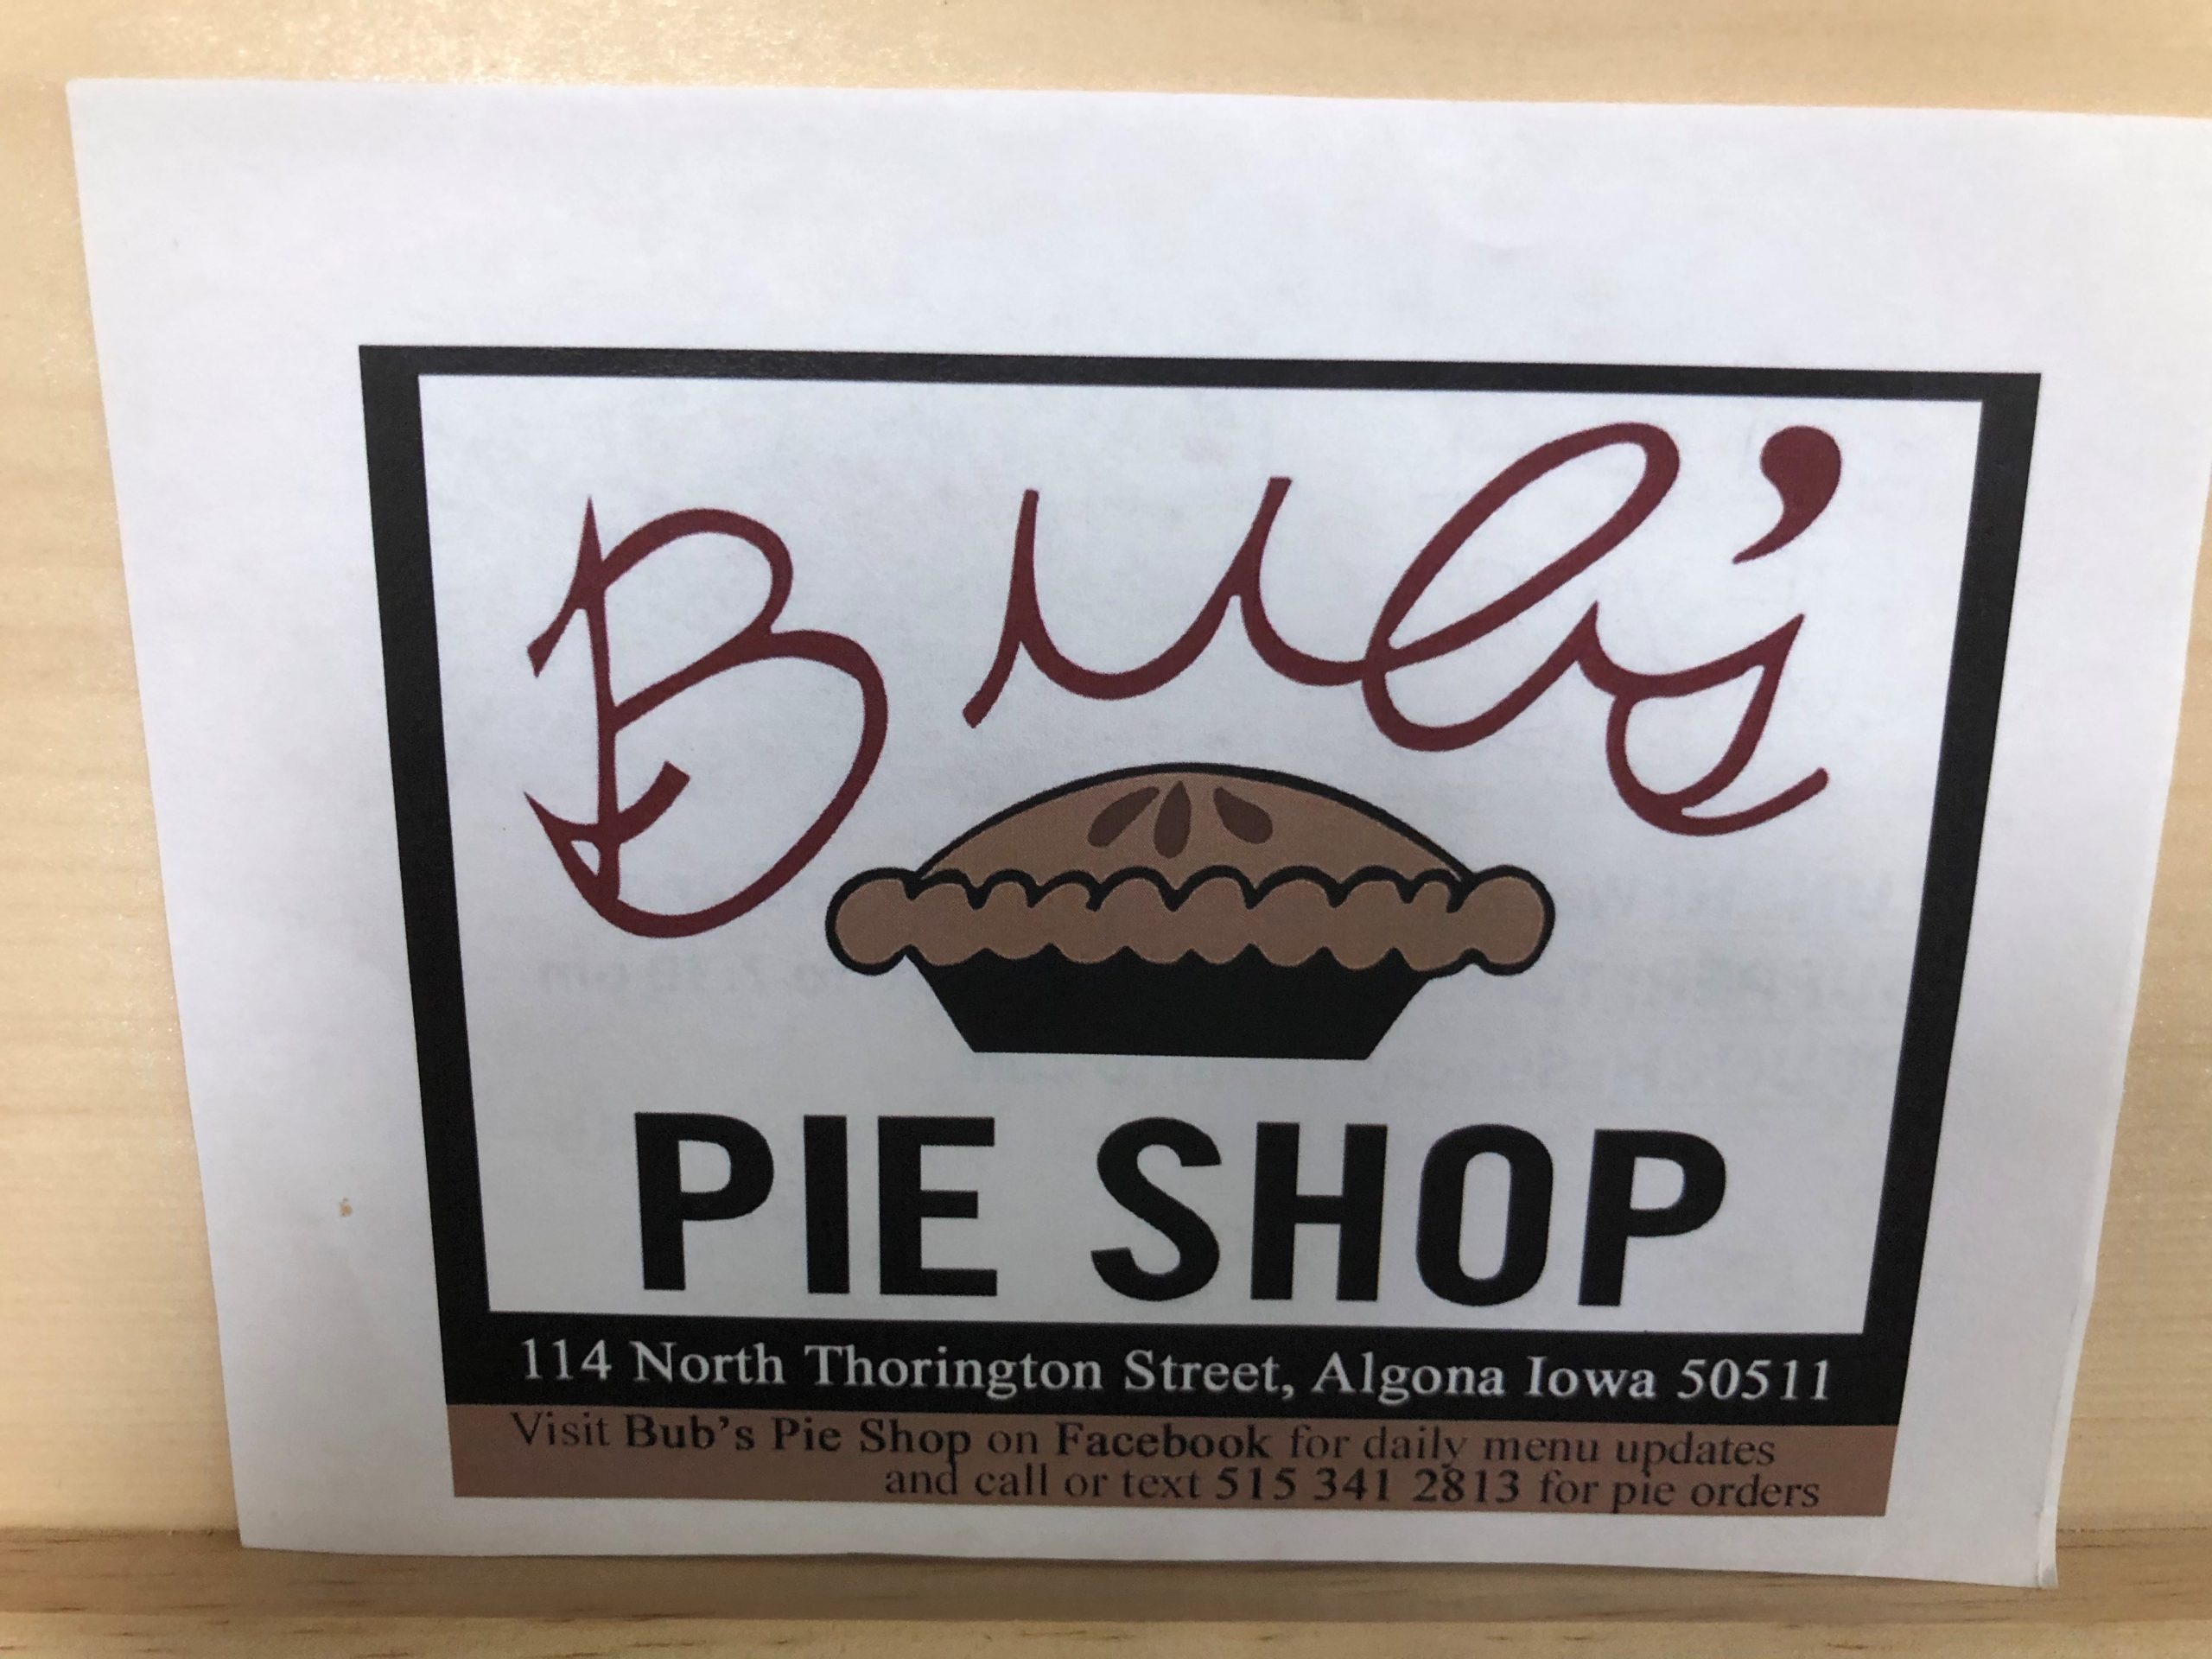 Bub's
PIE SHOP
114 North Thorington Street, Algona Iowa 50511
Visit Bub's Pie Shop on Facebook for daily menu updates
and call or text 515 341 2813 for pie orders